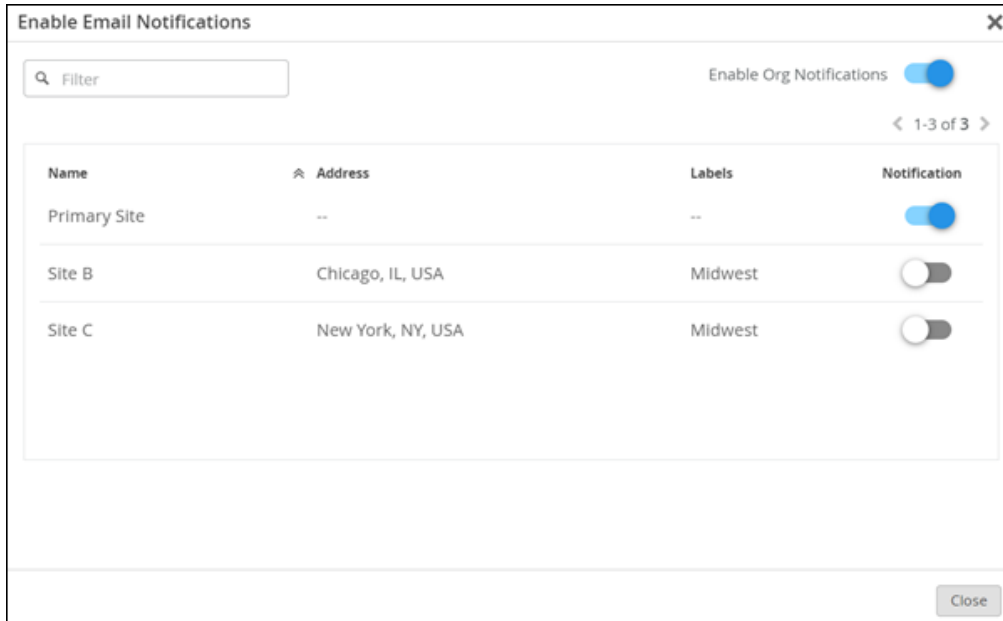 Enable Email Notifications
Filter
Enable Org Notifications
1-3 of 3
Name Address Labels Notification
Primary Site -- --
Site B Chicago, IL, USA Midwest
Site C New York, NY, USA Midwest
Close